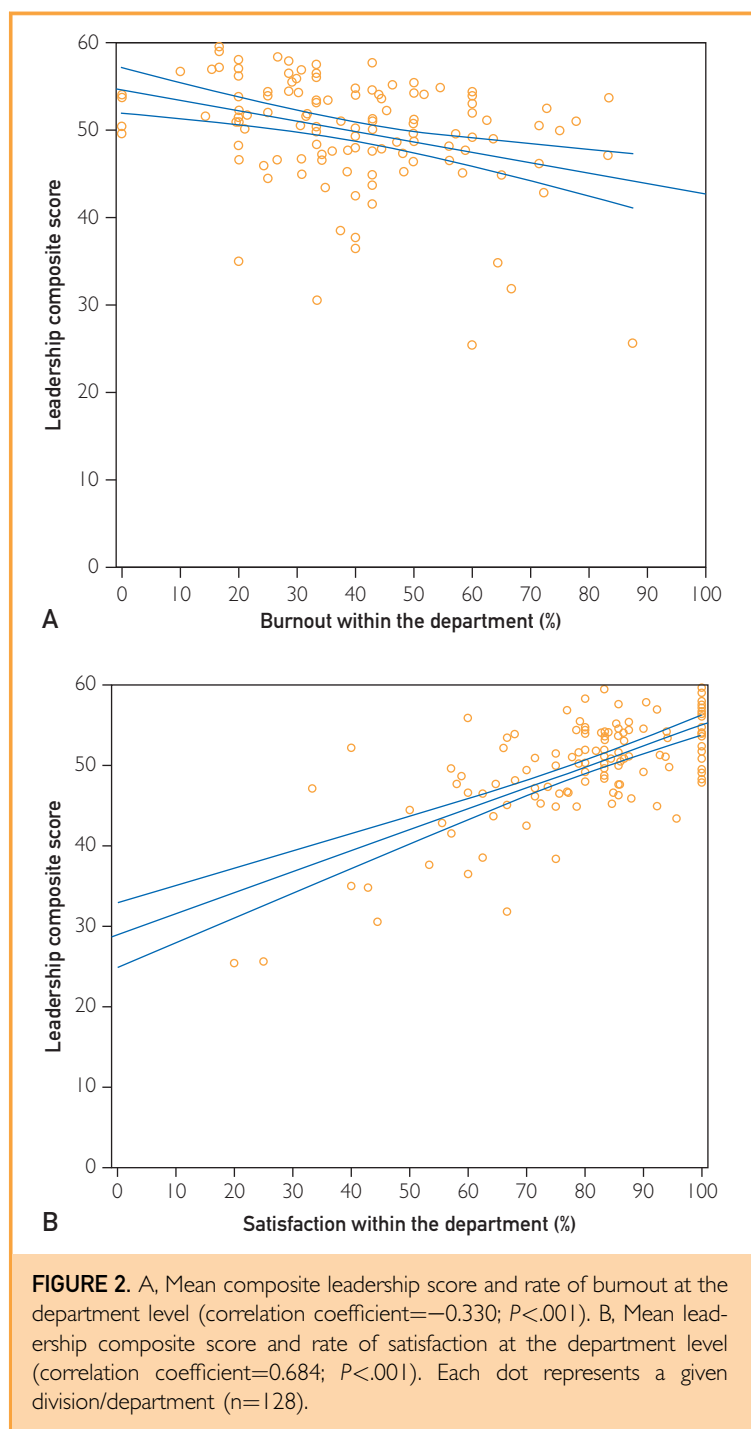 60
50
40
30
20
10
0
Leadership composite score
0 10 20 30 40 50 60 70 80 90 100
A
Burnout within the department (%)
60
50
40
30
20
10
0
Leadership composite score
0 10 20 30 40 50 60 70 80 90 100
B
Satisfaction within the department (%)
FIGURE 2. A, Mean composite leadership score and rate of burnout at the
department level (correlation coefficient=−0.330; P<.001). B, Mean lead-
ership composite score and rate of satisfaction at the department level
(correlation coefficient=0.684; P<.001). Each dot represents a given
division/department (n=128).